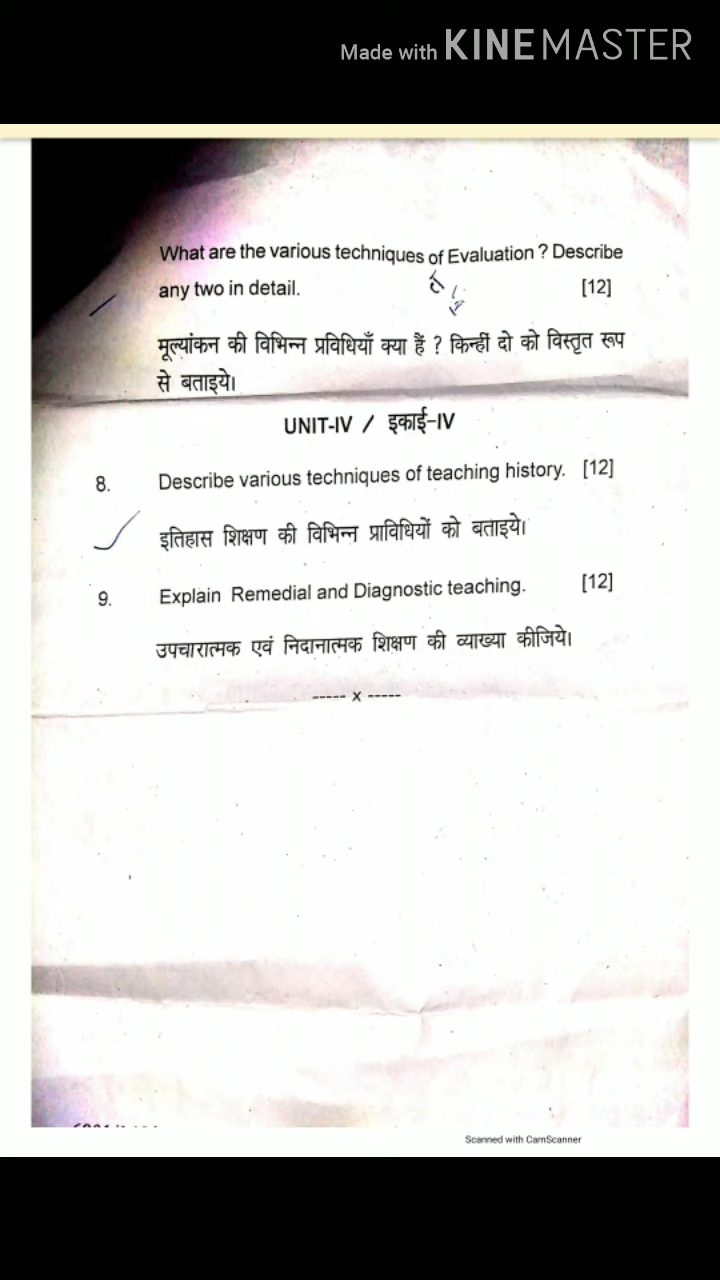 Made with KINEMASTER
What are the various techniques of Evaluation ? Describe
any two in detail. [12]
मूल्यांकन की विभिन्न प्रविधियाँ क्या हैं ? किन्हीं दो को विस्तृत रूप
से बताइये।
UNIT-IV / इकाई-IV
8. Describe various techniques of teaching history. [12]
इतिहास शिक्षण की विभिन्न प्राविधियों को बताइये।
9. Explain Remedial and Diagnostic teaching. [12]
उपचारात्मक एवं निदानात्मक शिक्षण की व्याख्या कीजिये।
----- x -----
Scanned with CamScanner